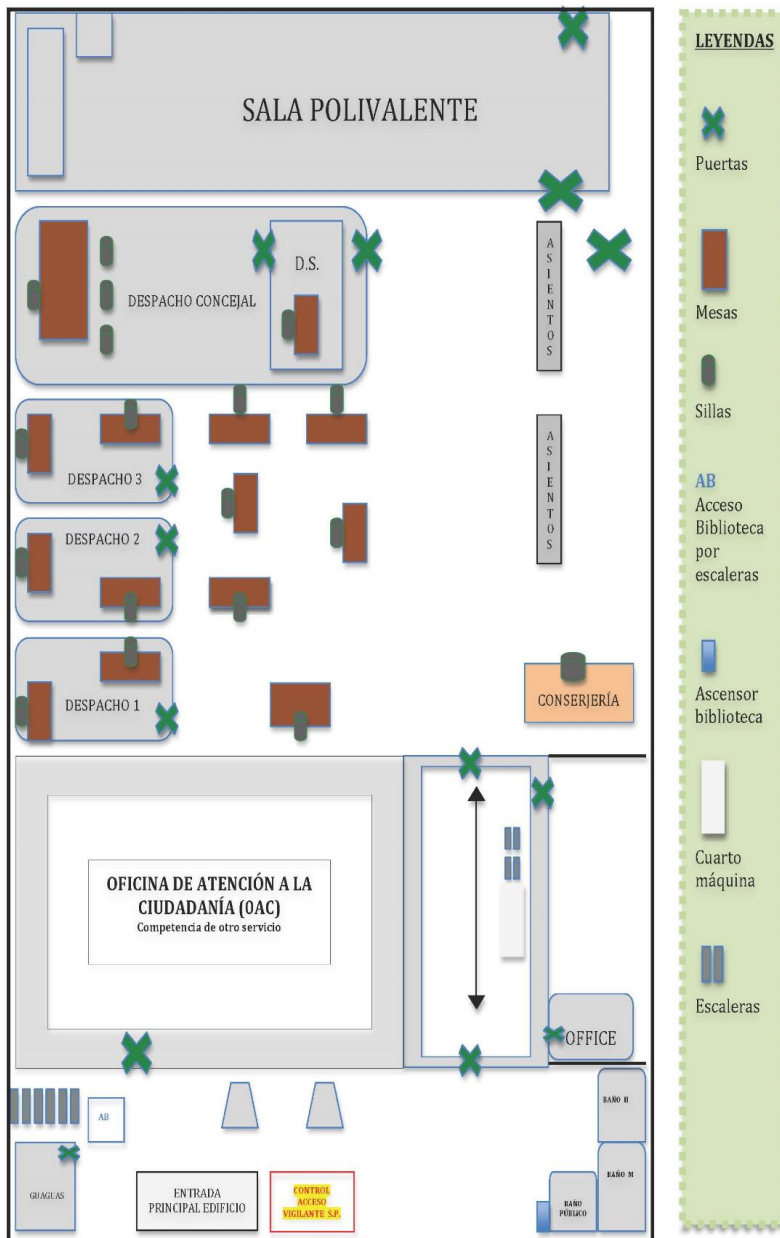 SALA POLIVALENTE
DESPACHO CONCEJAL
D.S.
ASIENTOS
DESPACHO 3
DESPACHO 2
ASIENTOS
DESPACHO 1
CONSERJERÍA
OFICINA DE ATENCIÓN A LA
CIUDADANÍA (OAC)
Competencia de otro servicio
OFFICE
AB
GUAGUAS
ENTRADA
PRINCIPAL EDIFICIO
CONTROL
ACCESO
VIGILANTE S.P.
BAÑO H
BAÑO M
BAÑO
PÚBLICO
LEYENDAS
Puertas
Mesas
Sillas
AB
Acceso
Biblioteca
por
escaleras
Ascensor
biblioteca
Cuarto
máquina
Escaleras